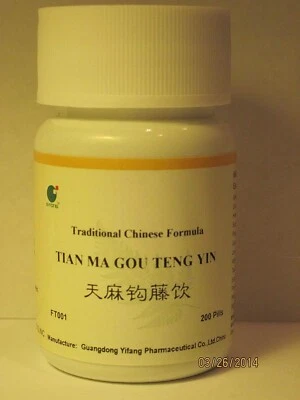 Traditional Chinese Formula
TIAN MA GOU TENG YIN
天麻钩藤饮
FT001 200 Pills
Manufacture: Guangdong Yifang Pharmaceutical Co.,Ltd.China
03/26/2014